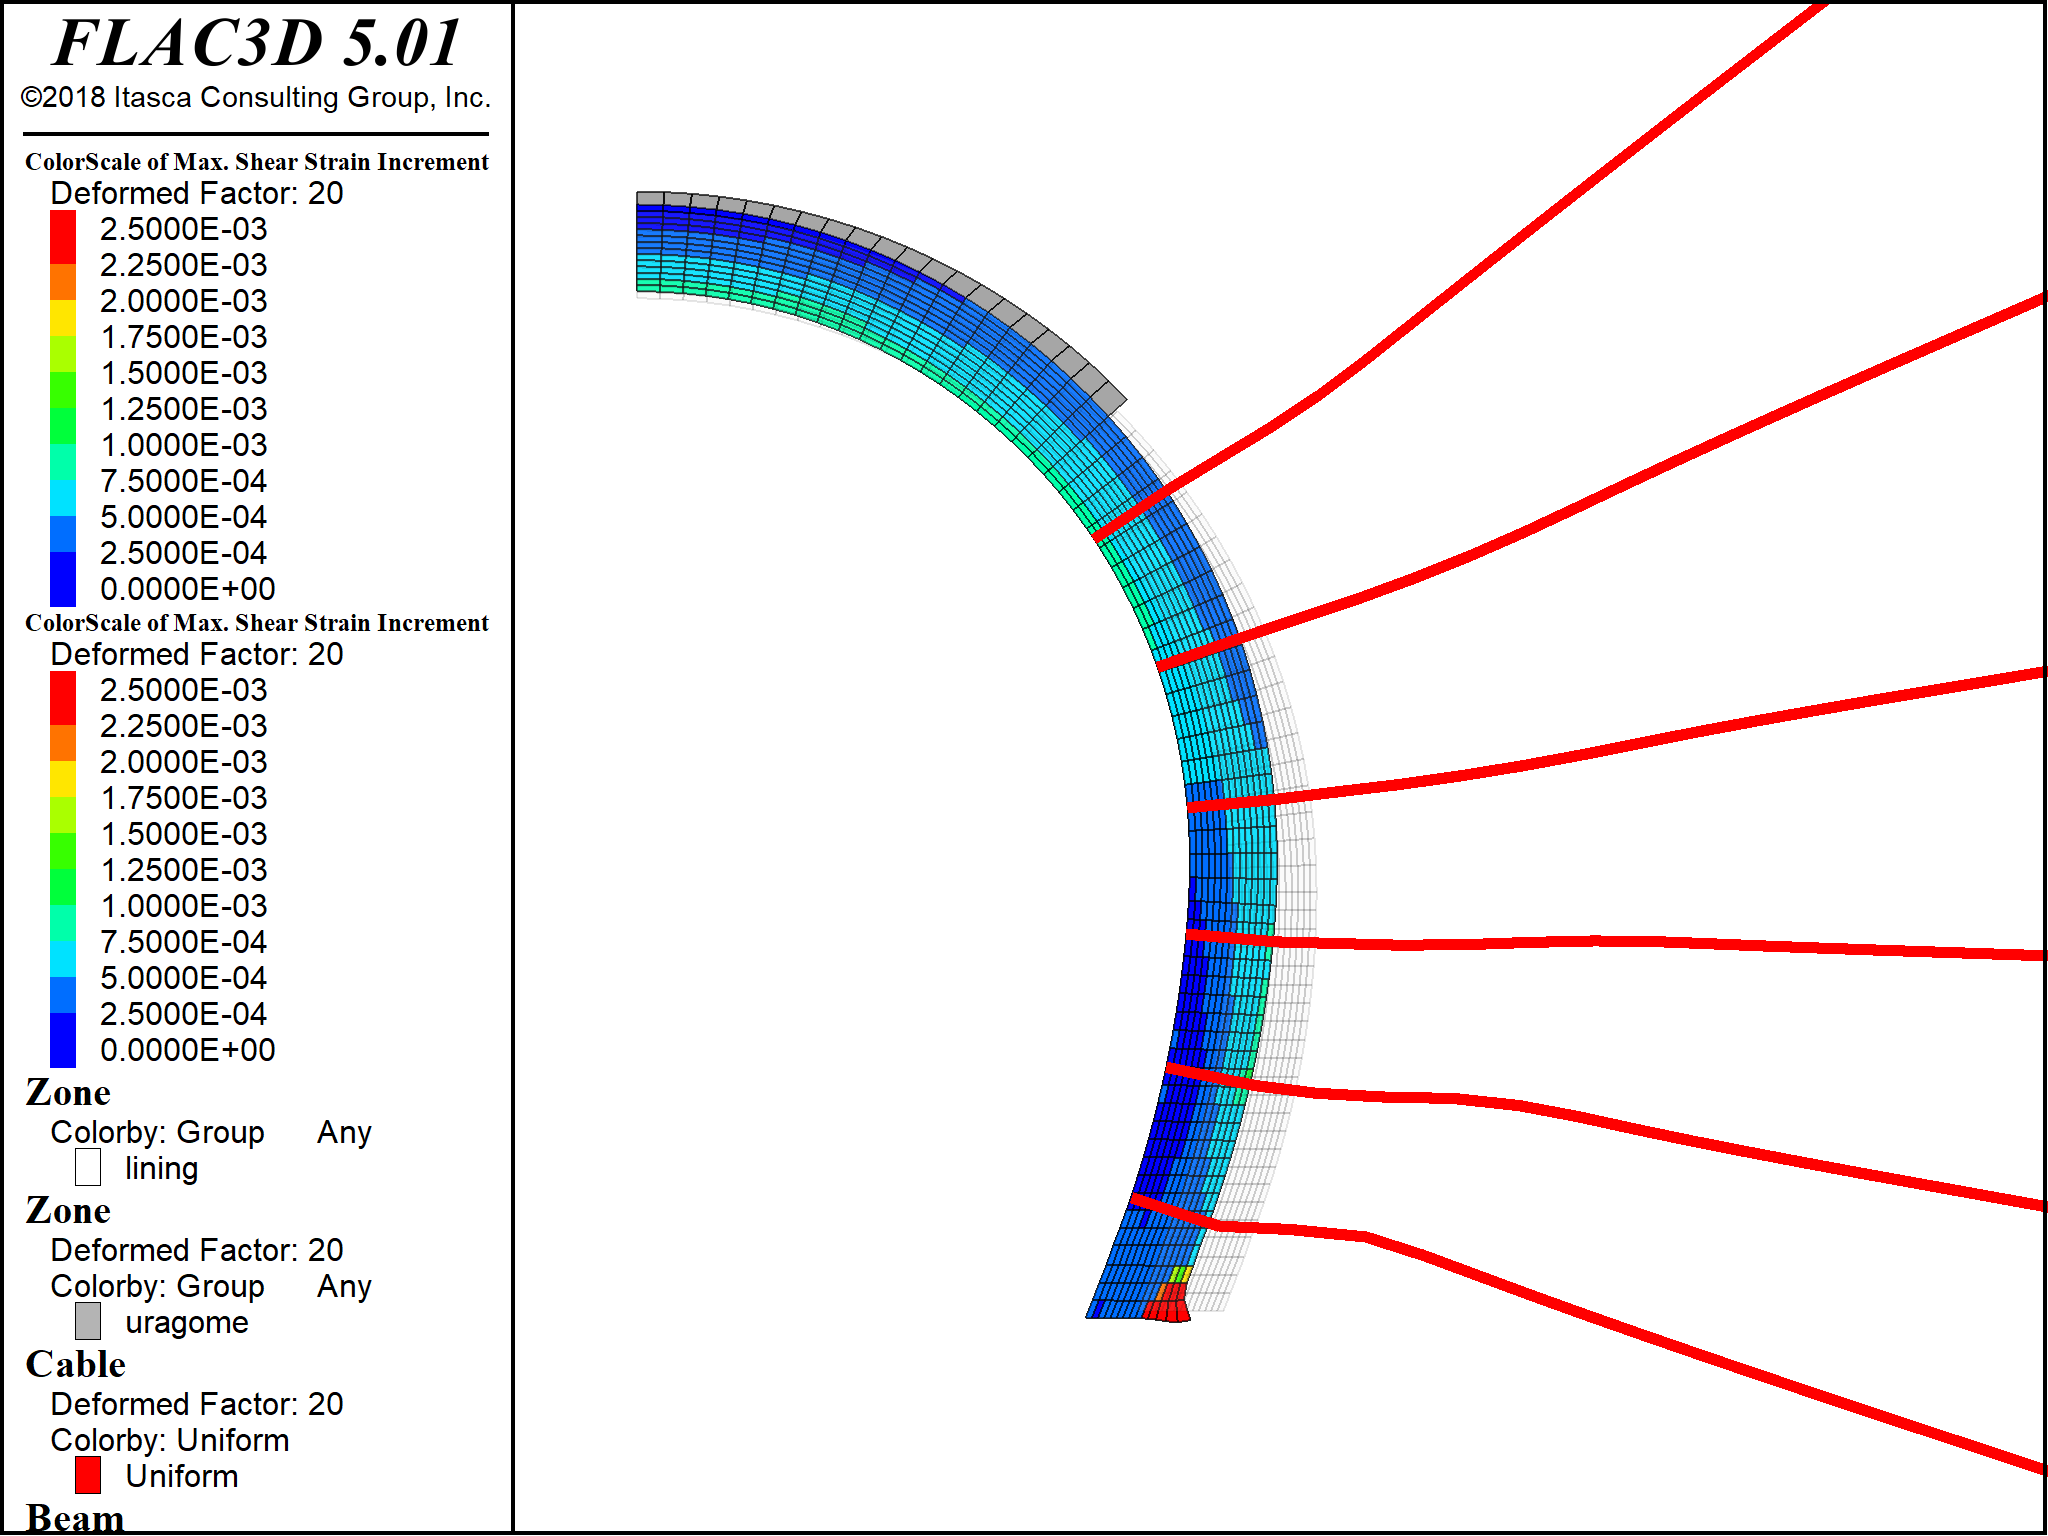 FLAC3D 5.01
©2018 Itasca Consulting Group, Inc.
ColorScale of Max. Shear Strain Increment
Deformed Factor: 20
2.5000E-03
2.2500E-03
2.0000E-03
1.7500E-03
1.5000E-03
1.2500E-03
1.0000E-03
7.5000E-04
5.0000E-04
2.5000E-04
0.0000E+00
ColorScale of Max. Shear Strain Increment
Deformed Factor: 20
2.5000E-03
2.2500E-03
2.0000E-03
1.7500E-03
1.5000E-03
1.2500E-03
1.0000E-03
7.5000E-04
5.0000E-04
2.5000E-04
0.0000E+00
Zone
Colorby: Group Any
lining
Zone
Deformed Factor: 20
Colorby: Group Any
uragome
Cable
Deformed Factor: 20
Colorby: Uniform
Uniform
Beam